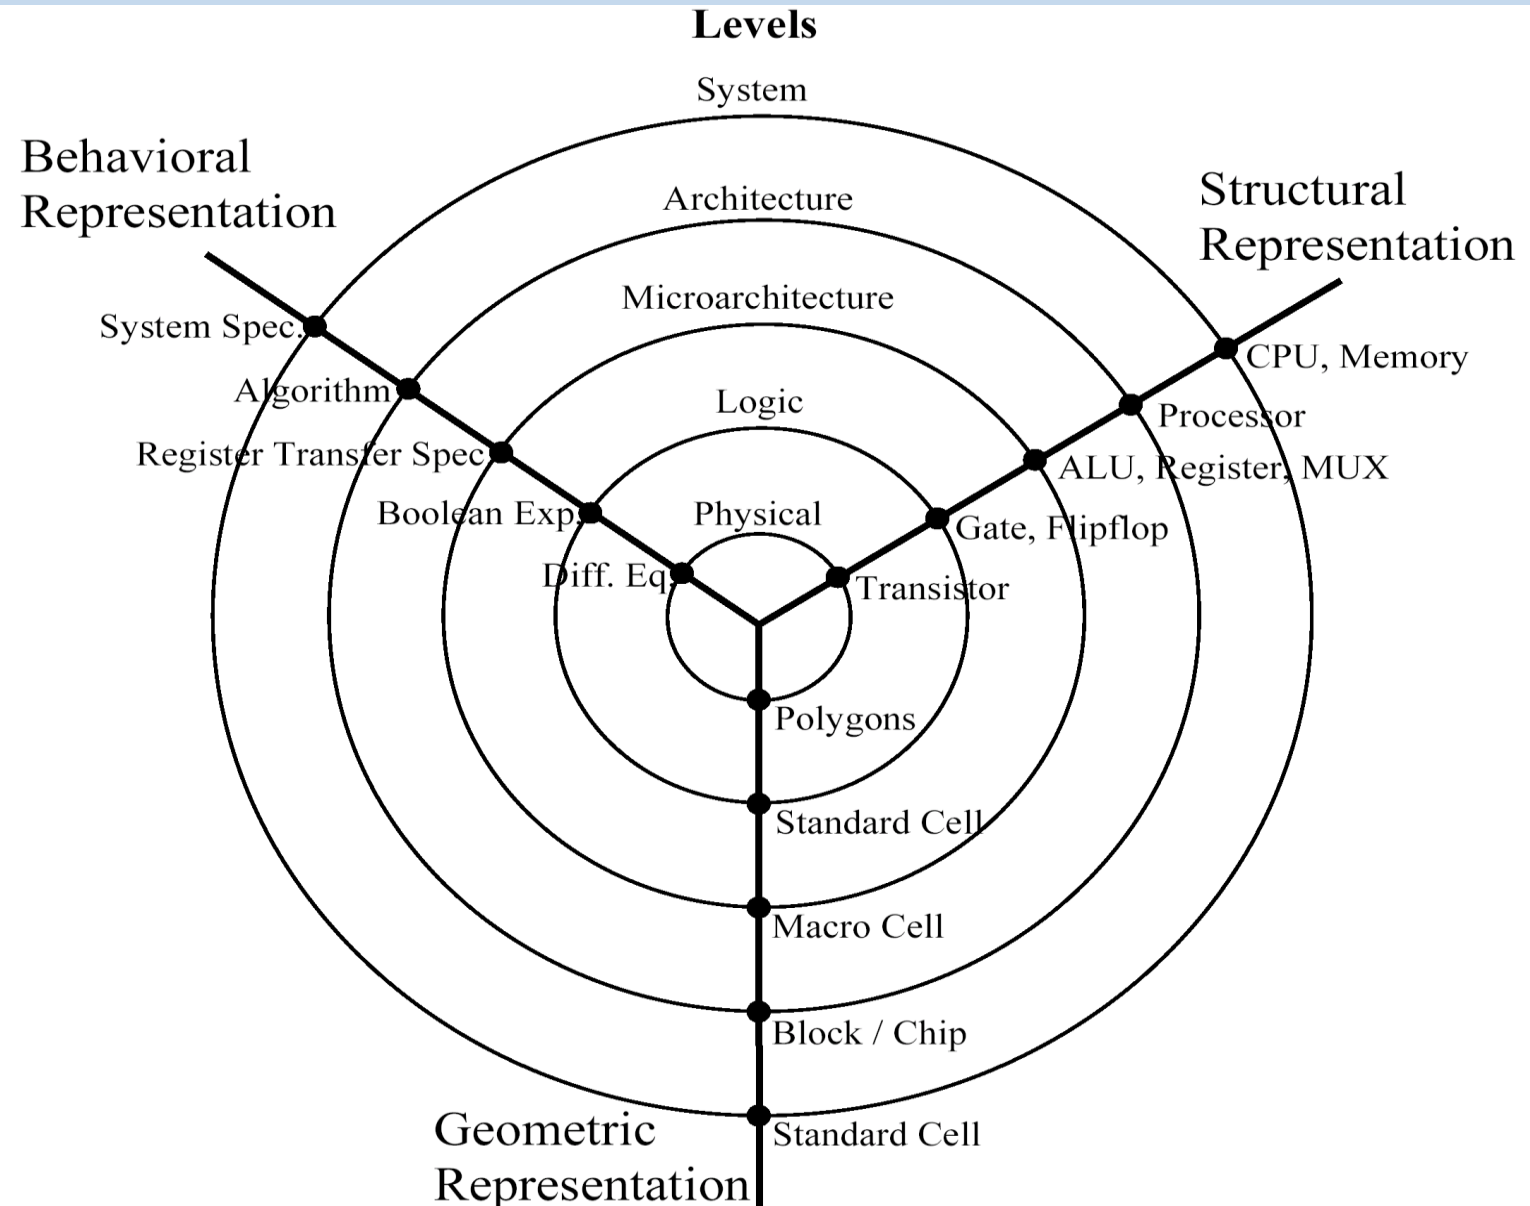 Levels
System
Behavioral
Representation
Structural
Representation
Architecture
Microarchitecture
System Spec.
CPU, Memory
Algorithm
Logic
Processor
Register Transfer Spec
ALU, Register, MUX
Boolean Exp.
Physical
Gate, Flipflop
Diff. Eq.
Transistor
Polygons
Standard Cell
Macro Cell
Block / Chip
Geometric
Representation
Standard Cell